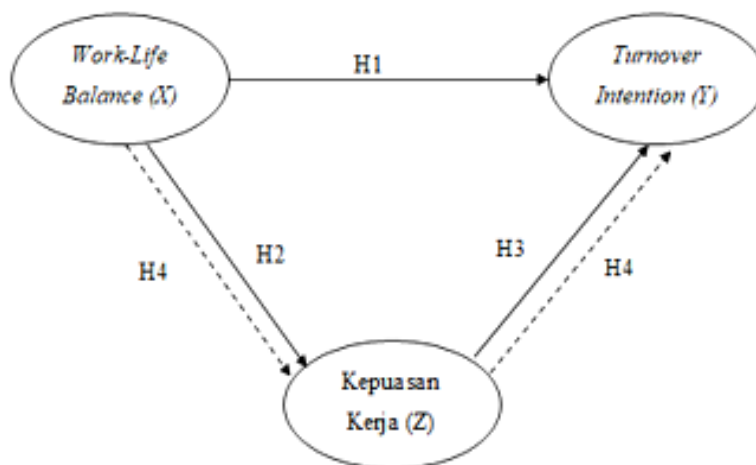 Work-Life
Balance (X)
H1
Turnover
Intention (Y)
H4
H2
H3
H4
Kepuasan
Kerja (Z)